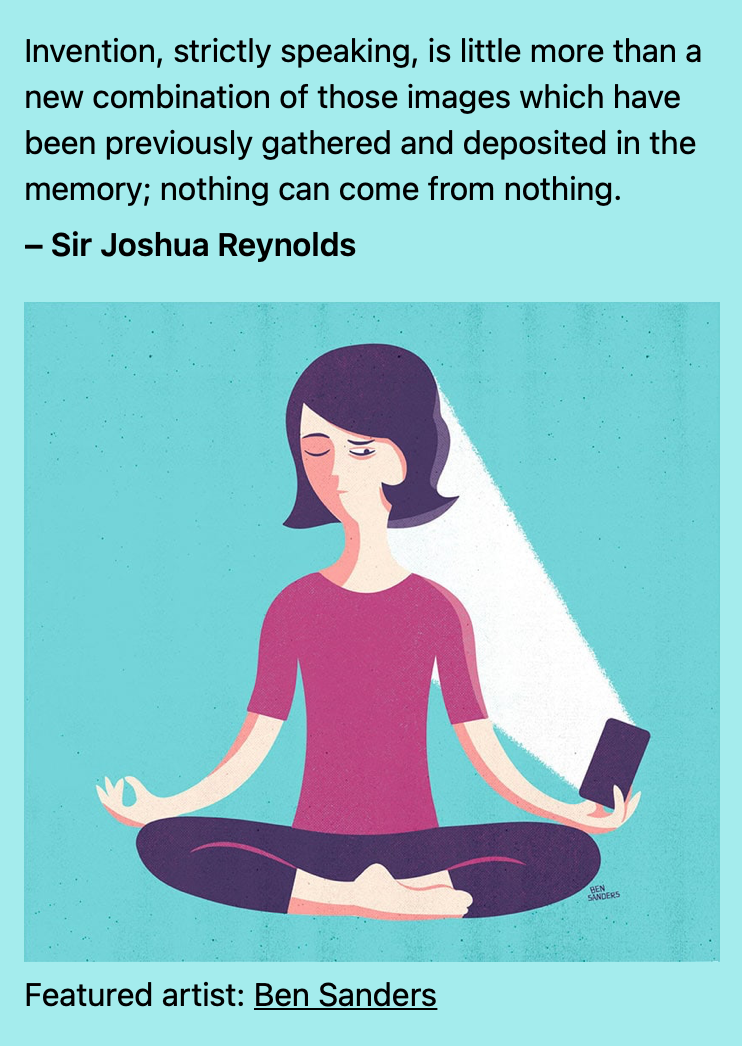 Invention, strictly speaking, is little more than a
new combination of those images which have
been previously gathered and deposited in the
memory; nothing can come from nothing.
– Sir Joshua Reynolds
BEN
SANDERS
Featured artist: Ben Sanders